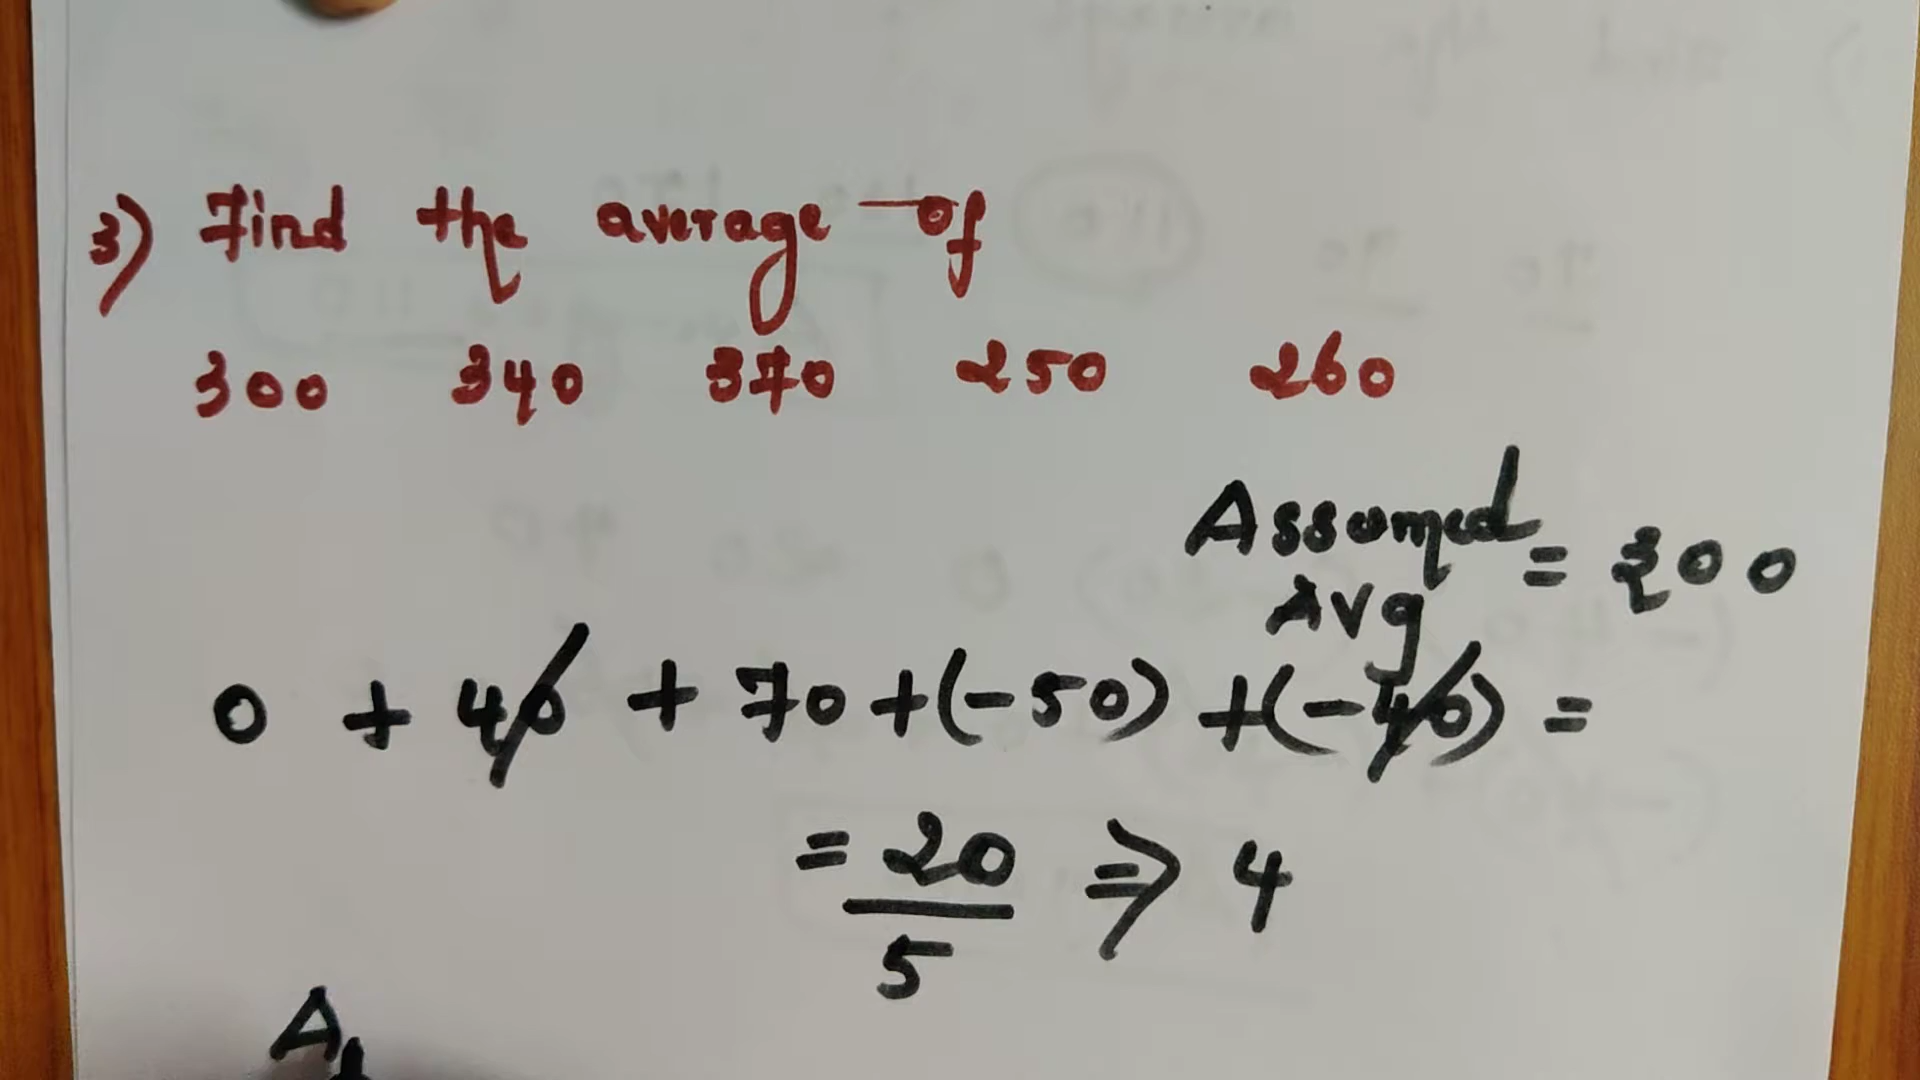 3) Find the average of
300 340 370 250 260
Assumed
Avg = 300
0 + 40 + 70 + (-50) + (-40) =
= 20/5 ⇒ 4
A